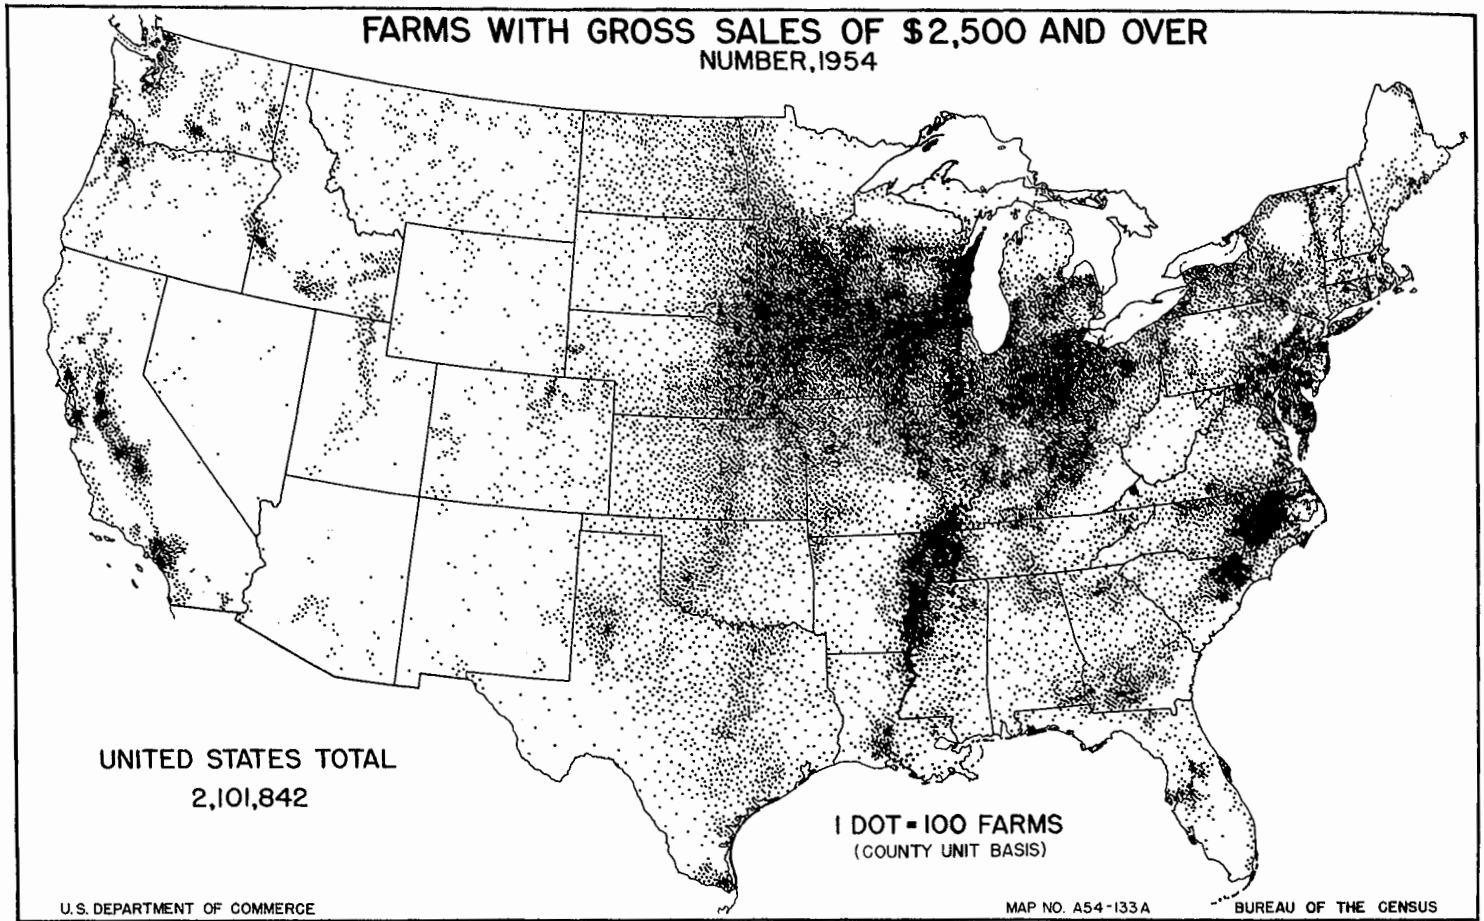 FARMS WITH GROSS SALES OF $2,500 AND OVER
NUMBER, 1954
UNITED STATES TOTAL
2,101,842
1 DOT = 100 FARMS
(COUNTY UNIT BASIS)
U. S. DEPARTMENT OF COMMERCE
MAP NO. A54-133A
BUREAU OF THE CENSUS